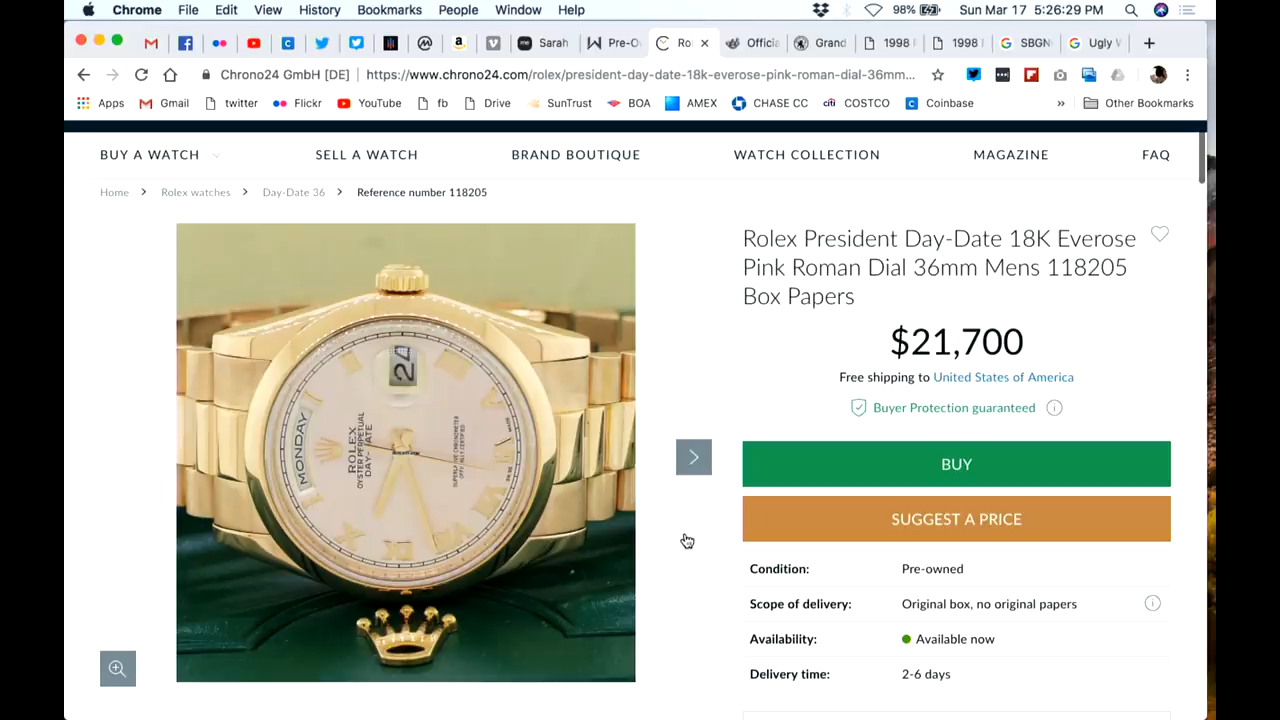 Chrome File Edit View History Bookmarks People Window Help 98% Sun Mar 17 5:26:29 PM
Sarah Pre-O Ro Officia Grand 1998 1998 SBGN Ugly W
Chrono24 GmbH [DE] https://www.chrono24.com/rolex/president-day-date-18k-everose-pink-roman-dial-36mm...
Apps Gmail twitter Flickr YouTube fb Drive SunTrust BOA AMEX CHASE CC citi COSTCO Coinbase » Other Bookmarks
BUY A WATCH SELL A WATCH BRAND BOUTIQUE WATCH COLLECTION MAGAZINE FAQ
Home > Rolex watches > Day-Date 36 > Reference number 118205
Rolex President Day-Date 18K Everose
Pink Roman Dial 36mm Mens 118205
Box Papers
$21,700
Free shipping to United States of America
Buyer Protection guaranteed
BUY
SUGGEST A PRICE
Condition: Pre-owned
Scope of delivery: Original box, no original papers
Availability: Available now
Delivery time: 2-6 days
24
MONDAY
ROLEX
OYSTER PERPETUAL
DAY-DATE
SUPERLATIVE CHRONOMETER
OFFICIALLY CERTIFIED